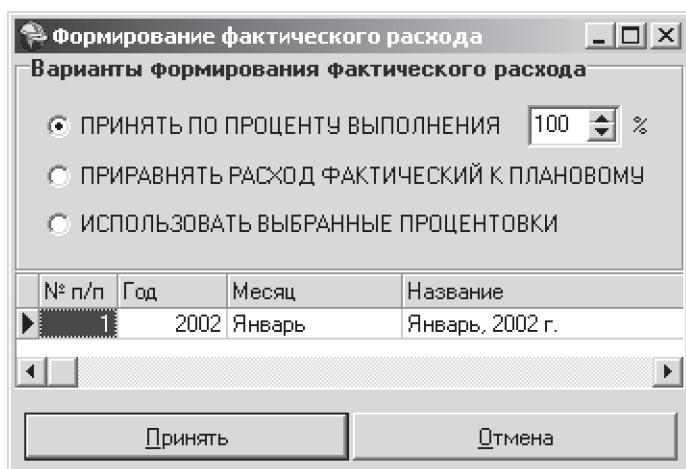 Формирование фактического расхода
Варианты формирования фактического расхода
ПРИНЯТЬ ПО ПРОЦЕНТУ ВЫПОЛНЕНИЯ 100 %
ПРИРАВНЯТЬ РАСХОД ФАКТИЧЕСКИЙ К ПЛАНОВОМУ
ИСПОЛЬЗОВАТЬ ВЫБРАННЫЕ ПРОЦЕНТОВКИ
№ п/п Год Месяц Название
1 2002 Январь Январь, 2002 г.
Принять Отмена